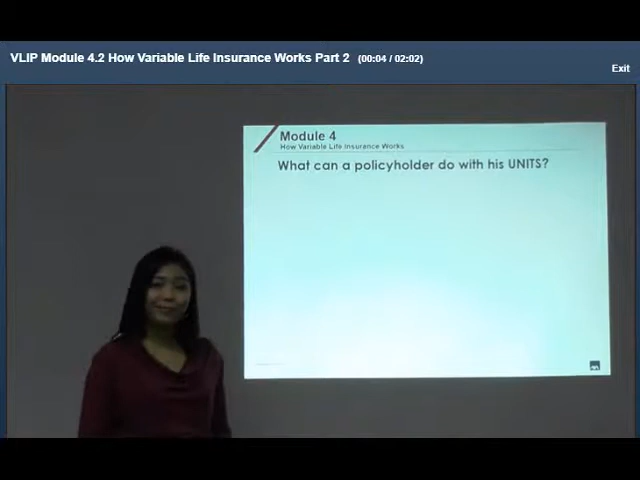 VLIP Module 4.2 How Variable Life Insurance Works Part 2 (00:04 / 02:02)
Exit
Module 4
How Variable Life Insurance Works
What can a policyholder do with his UNITS?